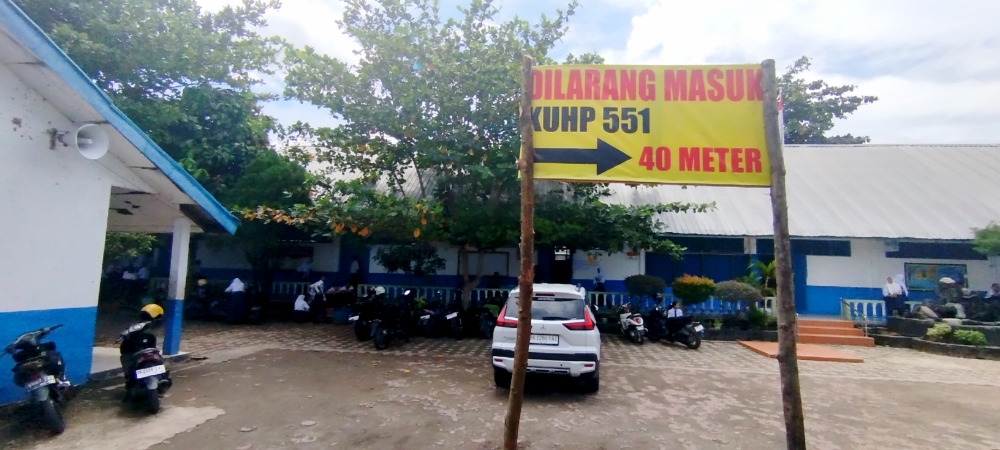 DILARANG MASUK
KUHP 551
40 METER